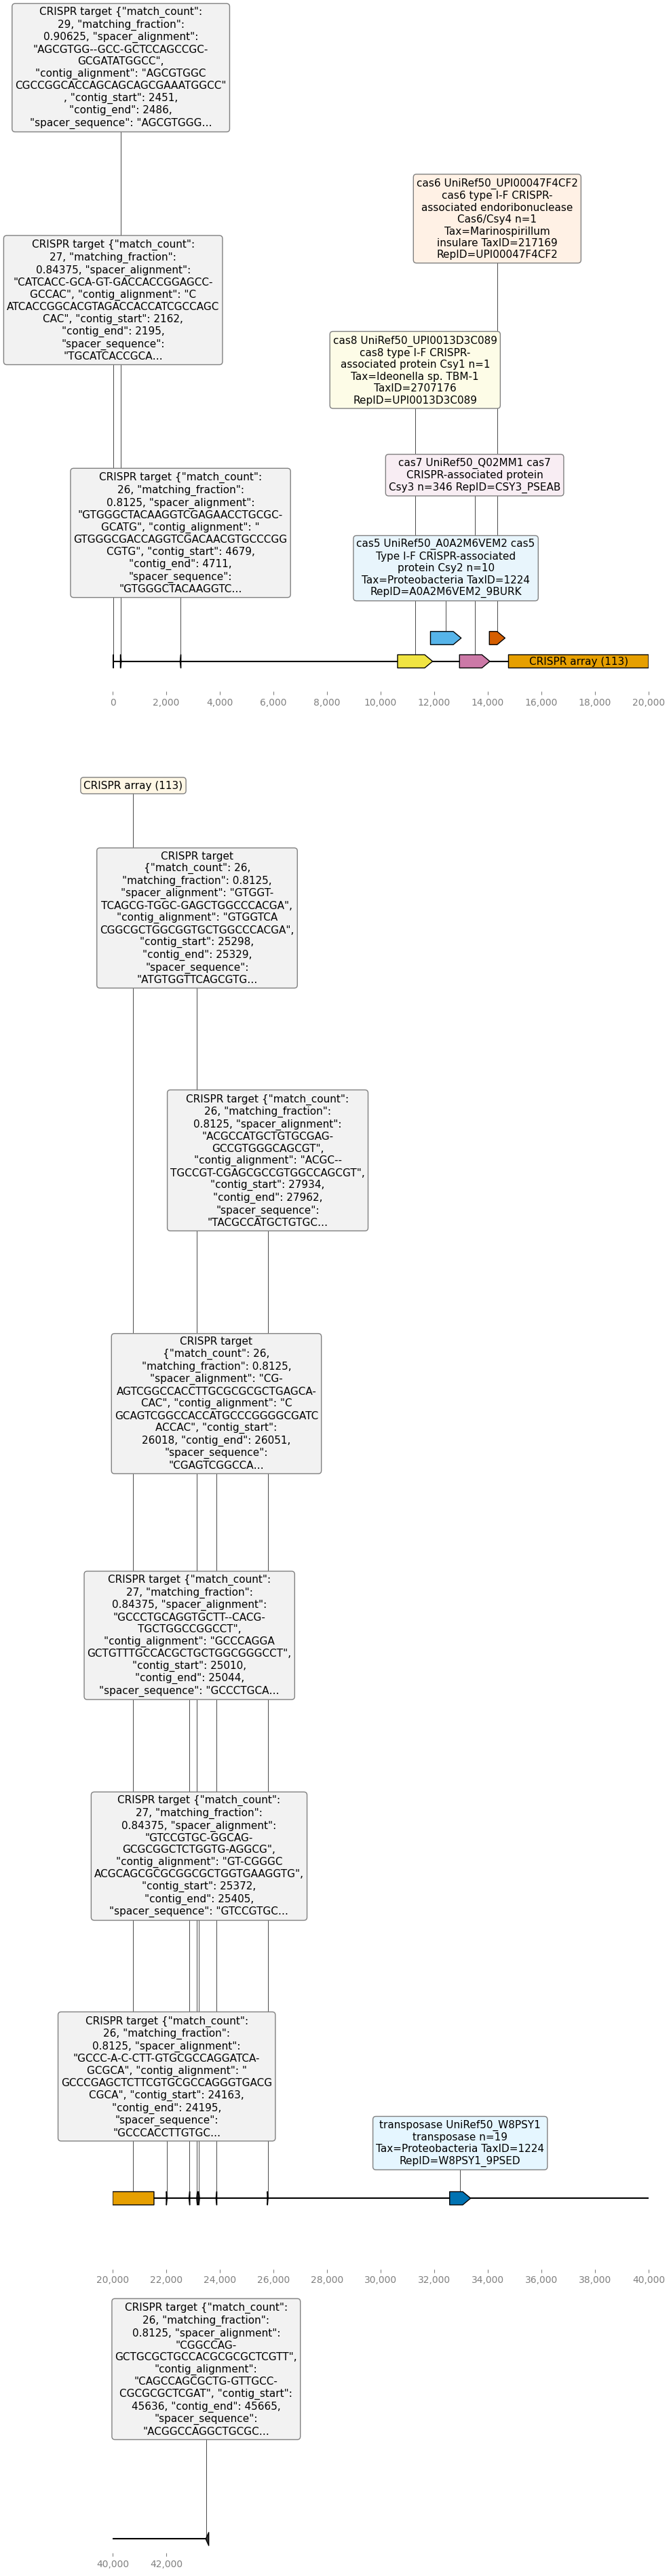 CRISPR target {"match_count":
29, "matching_fraction":
0.90625, "spacer_alignment":
"AGCGTGG--GCC-GCTCCAGCCGC-
GCGATATGGCC",
"contig_alignment": "AGCGTGGC
CGCCGGCACCAGCAGCAGCGAAATGGCC"
, "contig_start": 2451,
"contig_end": 2486,
"spacer_sequence": "AGCGTGGG…
cas6 UniRef50_UPI00047F4CF2
cas6 type I-F CRISPR-
associated endoribonuclease
Cas6/Csy4 n=1
Tax=Marinospirillum
insulare TaxID=217169
RepID=UPI00047F4CF2
CRISPR target {"match_count":
27, "matching_fraction":
0.84375, "spacer_alignment":
"CATCACC-GCA-GT-GACCACCGGAGCC-
GCCAC", "contig_alignment": "C
ATCACCGGCACGTAGACCACCATCGCCAGC
CAC", "contig_start": 2162,
"contig_end": 2195,
"spacer_sequence":
"TGCATCACCGCA…
cas8 UniRef50_UPI0013D3C089
cas8 type I-F CRISPR-
associated protein Csy1 n=1
Tax=Ideonella sp. TBM-1
TaxID=2707176
RepID=UPI0013D3C089
cas7 UniRef50_Q02MM1 cas7
CRISPR-associated protein
Csy3 n=346 RepID=CSY3_PSEAB
CRISPR target {"match_count":
26, "matching_fraction":
0.8125, "spacer_alignment":
"GTGGGCTACAAGGTCGAGAACCTGCGC-
GCATG", "contig_alignment": "
GTGGGCGACCAGGTCGACAACGTGCCCGG
CGTG", "contig_start": 4679,
"contig_end": 4711,
"spacer_sequence":
"GTGGGCTACAAGGTC…
cas5 UniRef50_A0A2M6VEM2 cas5
Type I-F CRISPR-associated
protein Csy2 n=10
Tax=Proteobacteria TaxID=1224
RepID=A0A2M6VEM2_9BURK
CRISPR array (113)
0 2,000 4,000 6,000 8,000 10,000 12,000 14,000 16,000 18,000 20,000
CRISPR array (113)
CRISPR target
{"match_count": 26,
"matching_fraction": 0.8125,
"spacer_alignment": "GTGGT-
TCAGCG-TGGC-GAGCTGGCCCACGA",
"contig_alignment": "GTGGTCA
CGGCGCTGGCGGTGCTGGCCCACGA",
"contig_start": 25298,
"contig_end": 25329,
"spacer_sequence":
"ATGTGGTTCAGCGTG…
CRISPR target {"match_count":
26, "matching_fraction":
0.8125, "spacer_alignment":
"ACGCCATGCTGTGCGAG-
GCCGTGGGCAGCGT",
"contig_alignment": "ACGC--
TGCCGT-CGAGCGCCGTGGCCAGCGT",
"contig_start": 27934,
"contig_end": 27962,
"spacer_sequence":
"TACGCCATGCTGTGC…
CRISPR target
{"match_count": 26,
"matching_fraction": 0.8125,
"spacer_alignment": "CG-
AGTCGGCCACCTTGCGCGCGCTGAGCA-
CAC", "contig_alignment": "C
GCAGTCGGCCACCATGCCCGGGGCGATC
ACCAC", "contig_start":
26018, "contig_end": 26051,
"spacer_sequence":
"CGAGTCGGCCA…
CRISPR target {"match_count":
27, "matching_fraction":
0.84375, "spacer_alignment":
"GCCCTGCAGGTGCTT--CACG-
TGCTGGCCGGCCT",
"contig_alignment": "GCCCAGGA
GCTGTTTGCCACGCTGCTGGCGGGCCT",
"contig_start": 25010,
"contig_end": 25044,
"spacer_sequence": "GCCCTGCA…
CRISPR target {"match_count":
27, "matching_fraction":
0.84375, "spacer_alignment":
"GTCCGTGC-GGCAG-
GCGCGGCTCTGGTG-AGGCG",
"contig_alignment": "GT-CGGGC
ACGCAGCGCGCGGCGCTGGTGAAGGTG",
"contig_start": 25372,
"contig_end": 25405,
"spacer_sequence": "GTCCGTGC…
CRISPR target {"match_count":
26, "matching_fraction":
0.8125, "spacer_alignment":
"GCCC-A-C-CTT-GTGCGCCAGGATCA-
GCGCA", "contig_alignment": "
GCCCGAGCTCTTCGTGCGCCAGGGTGACG
CGCA", "contig_start": 24163,
"contig_end": 24195,
"spacer_sequence":
"GCCCACCTTGTGC…
transposase UniRef50_W8PSY1
transposase n=19
Tax=Proteobacteria TaxID=1224
RepID=W8PSY1_9PSED
20,000 22,000 24,000 26,000 28,000 30,000 32,000 34,000 36,000 38,000 40,000
CRISPR target {"match_count":
26, "matching_fraction":
0.8125, "spacer_alignment":
"CGGCCAG-
GCTGCGCTGCCACGCGCGCTCGTT",
"contig_alignment":
"CAGCCAGCGCTG-GTTGCC-
CGCGCGCTCGAT", "contig_start":
45636, "contig_end": 45665,
"spacer_sequence":
"ACGGCCAGGCTGCGC…
40,000 42,000